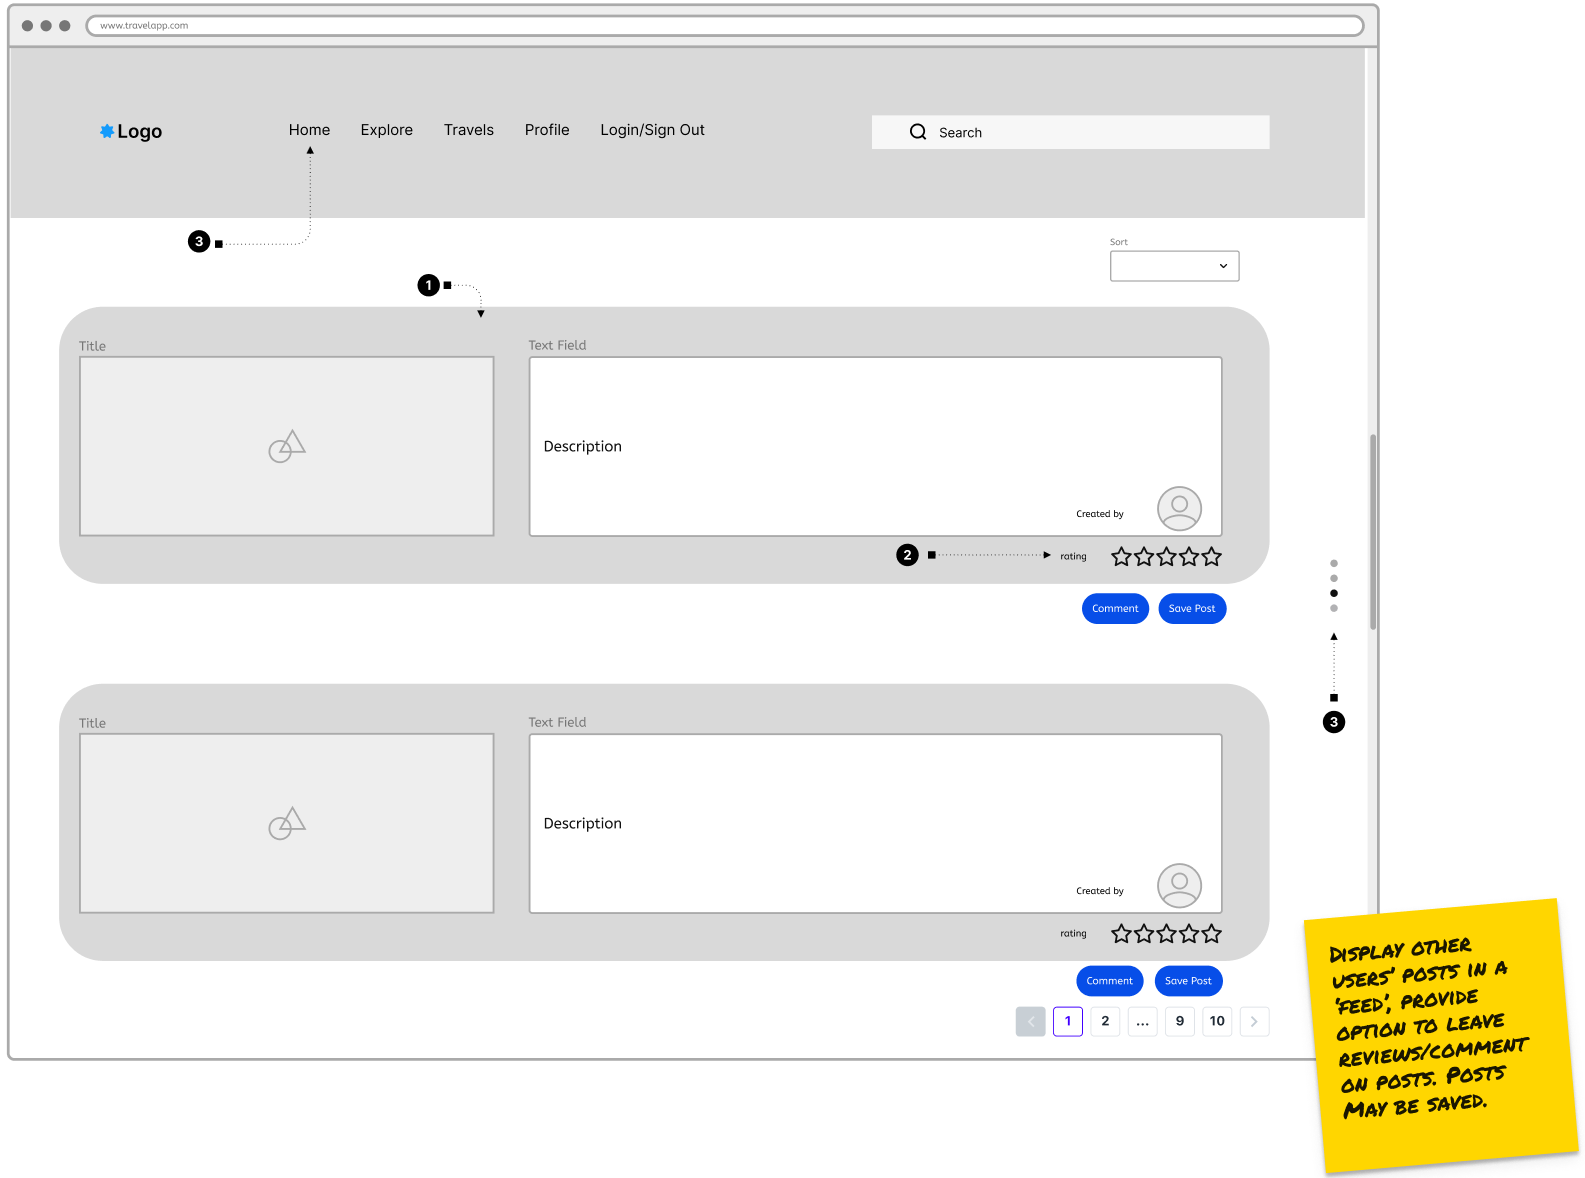 www.travelapp.com
Logo
Home Explore Travels Profile Login/Sign Out
Search
3
Sort
1
Title
Text Field
Description
Created by
2
rating
Comment Save Post
3
Title
Text Field
Description
Created by
rating
Comment Save Post
1 2 ... 9 10
Display other
users' posts in a
'feed', provide
option to leave
reviews/comment
on posts. Posts
May be saved.